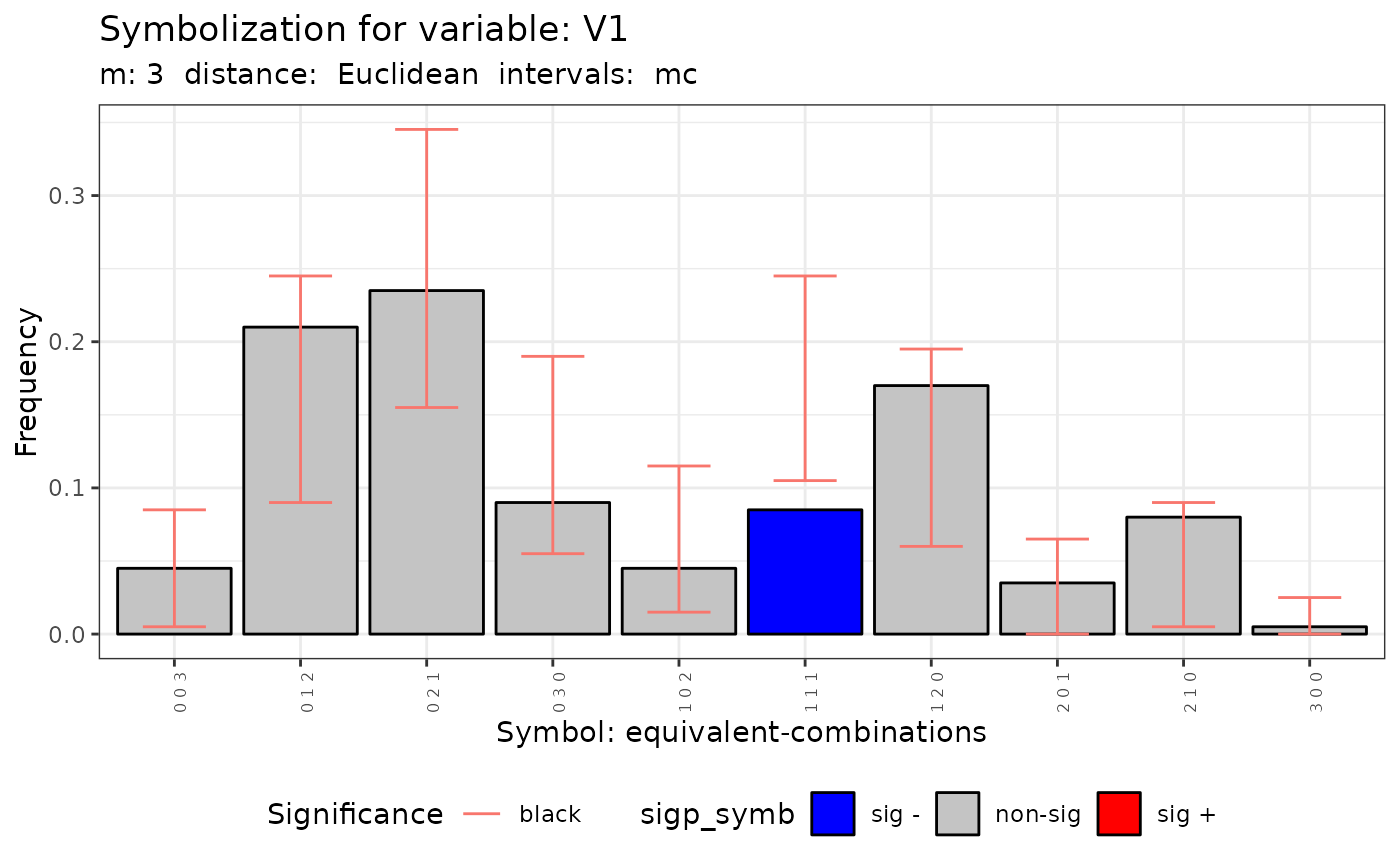 Symbolization for variable: V1
m: 3 distance: Euclidean intervals: mc
Frequency
0.3
0.2
0.1
0.0
0 0 3
0 1 2
0 2 1
0 3 0
1 0 2
1 1 1
1 2 0
2 0 1
2 1 0
3 0 0
Symbol: equivalent-combinations
Significance black sigp_symb sig - non-sig sig +